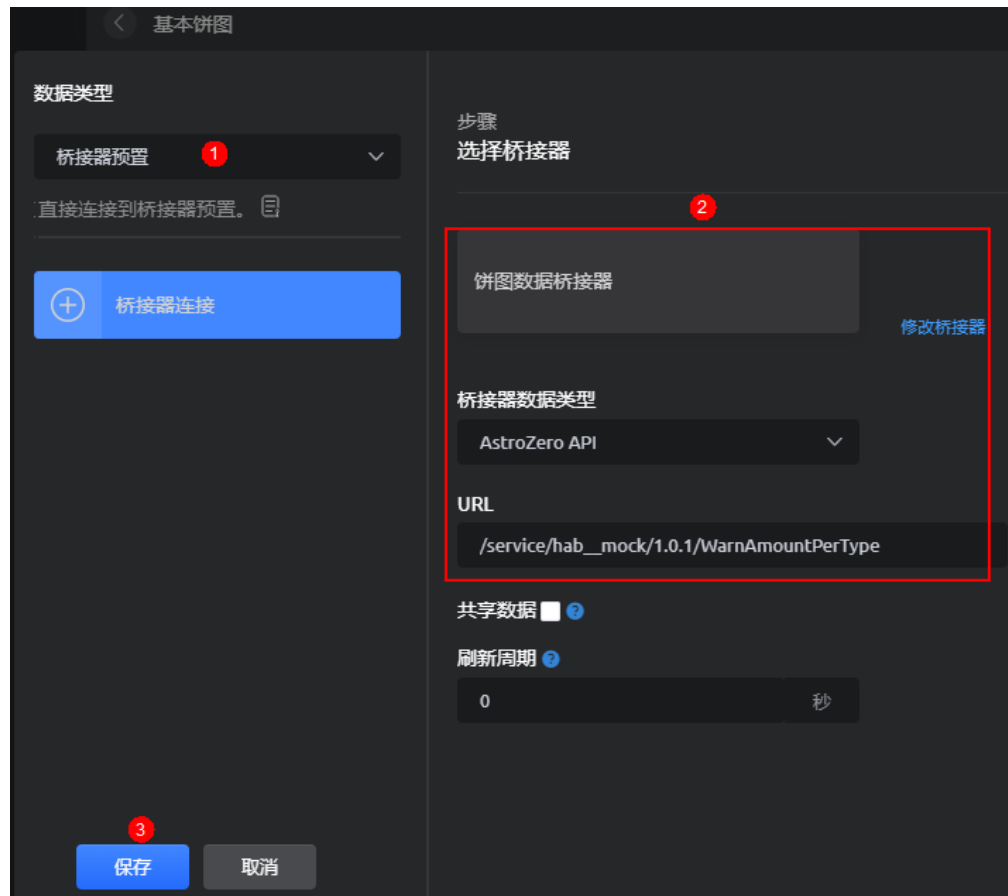 基本饼图
数据类型
桥接器预置 1
直接连接到桥接器预置。
桥接器连接
步骤
选择桥接器
2
饼图数据桥接器
修改桥接器
桥接器数据类型
AstroZero API
URL
/service/hab__mock/1.0.1/WarnAmountPerType
共享数据 ?
刷新周期 ?
0 秒
3
保存 取消